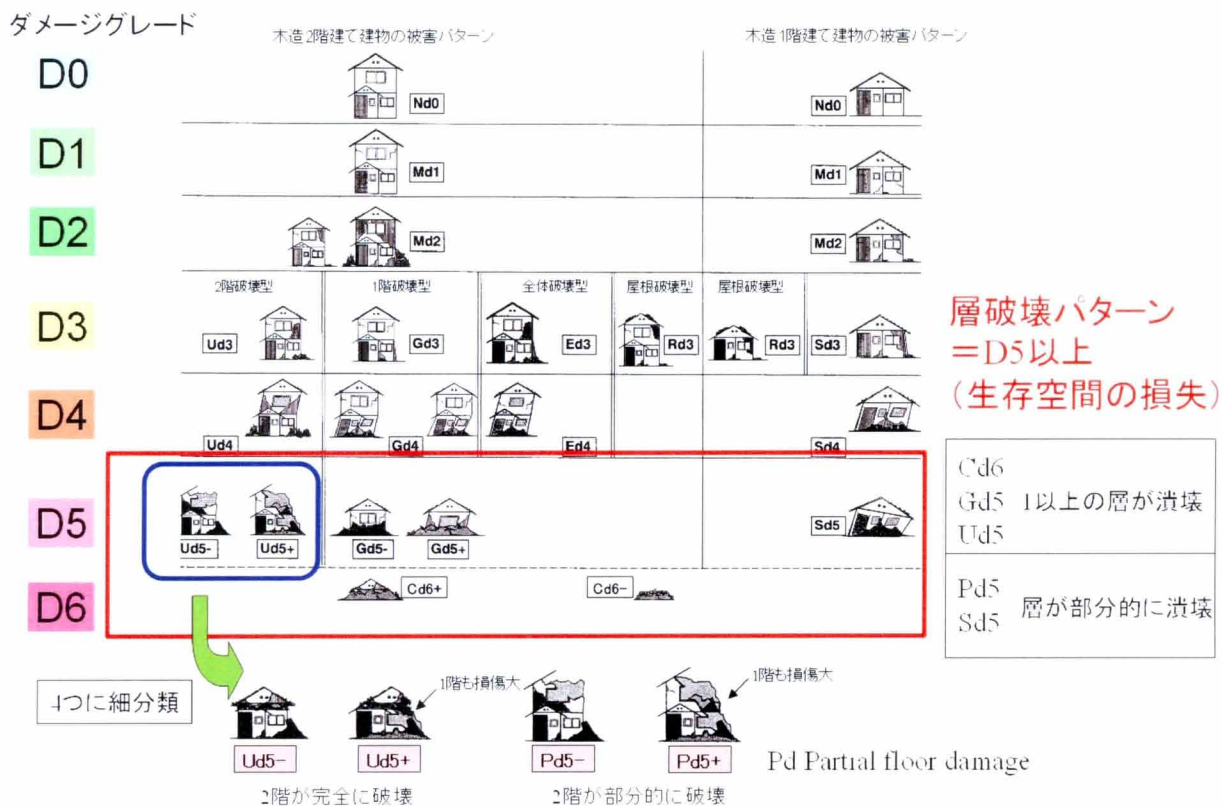 ダメージグレード
木造2階建て建物の被害パターン
木造1階建て建物の被害パターン
D0
Nd0
Nd0
D1
Md1
Md1
D2
Md2
Md2
2階破壊型
1階破壊型
全体破壊型
屋根破壊型
屋根破壊型
D3
Ud3
Gd3
Ed3
Rd3
Rd3
Sd3
D4
Ud4
Gd4
Ed4
Sd4
層破壊パターン
=D5以上
(生存空間の損失)
D5
Ud5-
Ud5+
Gd5-
Gd5+
Sd5
D6
Cd6+
Cd6-
Cd6
Gd5 1以上の層が潰壊
Ud5
Pd5
Sd5
層が部分的に潰壊
4つに細分類
1階も損傷大
1階も損傷大
Ud5-
Ud5+
Pd5-
Pd5+
Pd Partial floor damage
2階が完全に破壊
2階が部分的に破壊